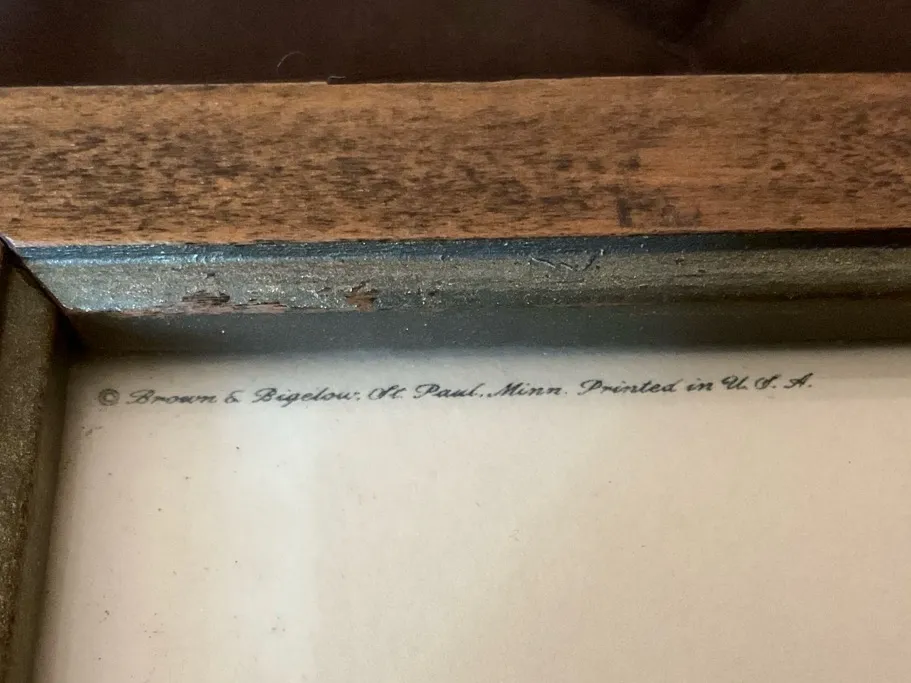 © Brown & Bigelow, St. Paul, Minn. Printed in U. S. A.